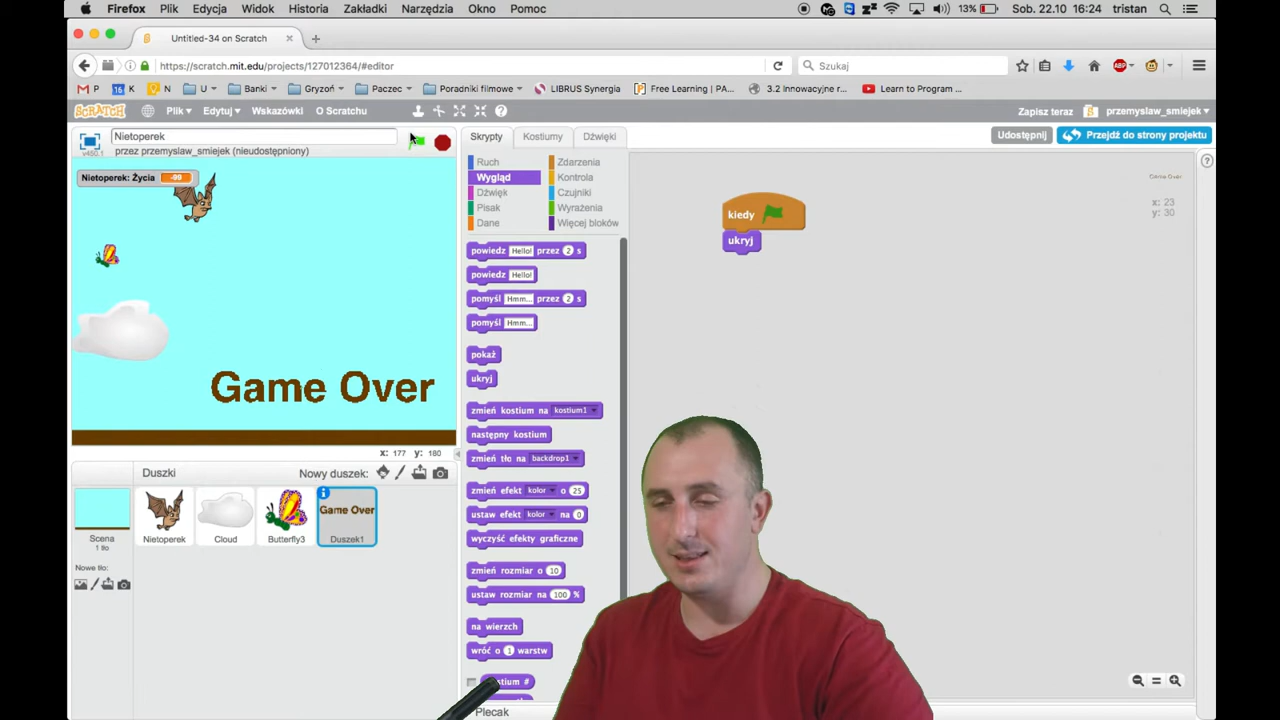 Firefox Plik Edycja Widok Historia Zakładki Narzędzia Okno Pomoc 13% Sob. 22.10 16:24 tristan
Untitled-34 on Scratch
https://scratch.mit.edu/projects/127012364/#editor Szukaj
P 16 K N U Banki Gryzoń Paczec Poradniki filmowe LIBRUS Synergia Free Learning | PA... 3.2 Innowacyjne r... Learn to Program ...
SCRATCH Plik Edytuj Wskazówki O Scratchu Zapisz teraz przemyslaw_smiejek
v450.1 Nietoperek
przez przemyslaw_smiejek (nieudostępniony)
Skrypty Kostiumy Dźwięki
Udostępnij Przejdź do strony projektu
Nietoperek: Życia -99
Game Over
x: 177 y: 180
Ruch Zdarzenia
Wygląd Kontrola
Dźwięk Czujniki
Pisak Wyrażenia
Dane Więcej bloków
powiedz Hello! przez 2 s
powiedz Hello!
pomyśl Hmm... przez 2 s
pomyśl Hmm...
pokaż
ukryj
zmień kostium na kostium1
następny kostium
zmień tło na backdrop1
zmień efekt kolor o 25
ustaw efekt kolor na 0
wyczyść efekty graficzne
zmień rozmiar o 10
ustaw rozmiar na 100 %
na wierzch
wróć o 1 warstw
kiedy
ukryj
Game Over
x: 23
y: 30
Duszki Nowy duszek:
Scena
1 tło
Nowe tło:
Nietoperek Cloud Butterfly3 Game Over Duszek1
Plecak